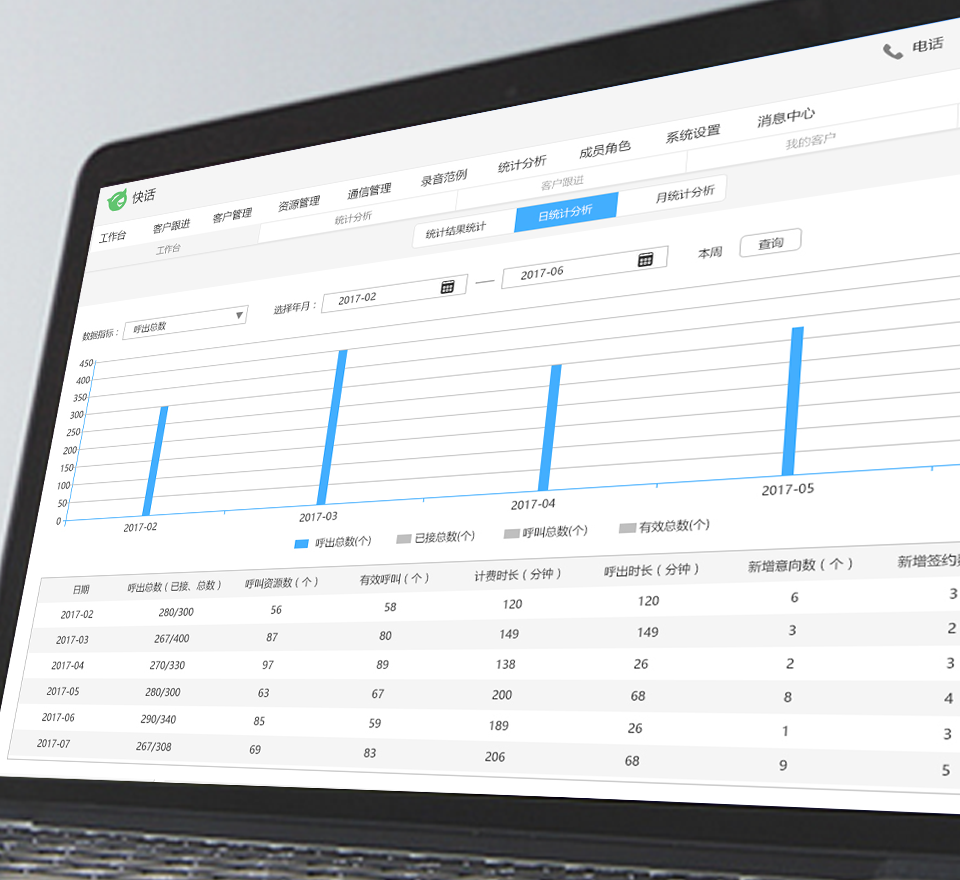 电话
快话
工作台 客户跟进 客户管理 资源管理 通信管理 录音范例 统计分析 成员角色 系统设置 消息中心
工作台 统计分析 客户跟进 我的客户
统计结果统计 日统计分析 月统计分析
数据指标： 呼出总数 ▼ 选择年月： 2017-02 — 2017-06 本周 查询
450
400
350
300
250
200
150
100
50
0
2017-02 2017-03 2017-04 2017-05
呼出总数(个) 已接总数(个) 呼叫总数(个) 有效总数(个)
日期 呼出总数（已接、总数） 呼叫资源数（个） 有效呼叫（个） 计费时长（分钟） 呼出时长（分钟） 新增意向数（个） 新增签约
2017-02 280/300 56 58 120 120 6 3
2017-03 267/400 87 80 149 149 3 2
2017-04 270/330 97 89 138 26 2 3
2017-05 280/300 63 67 200 68 8 4
2017-06 290/340 85 59 189 26 1 3
2017-07 267/308 69 83 206 68 9 5